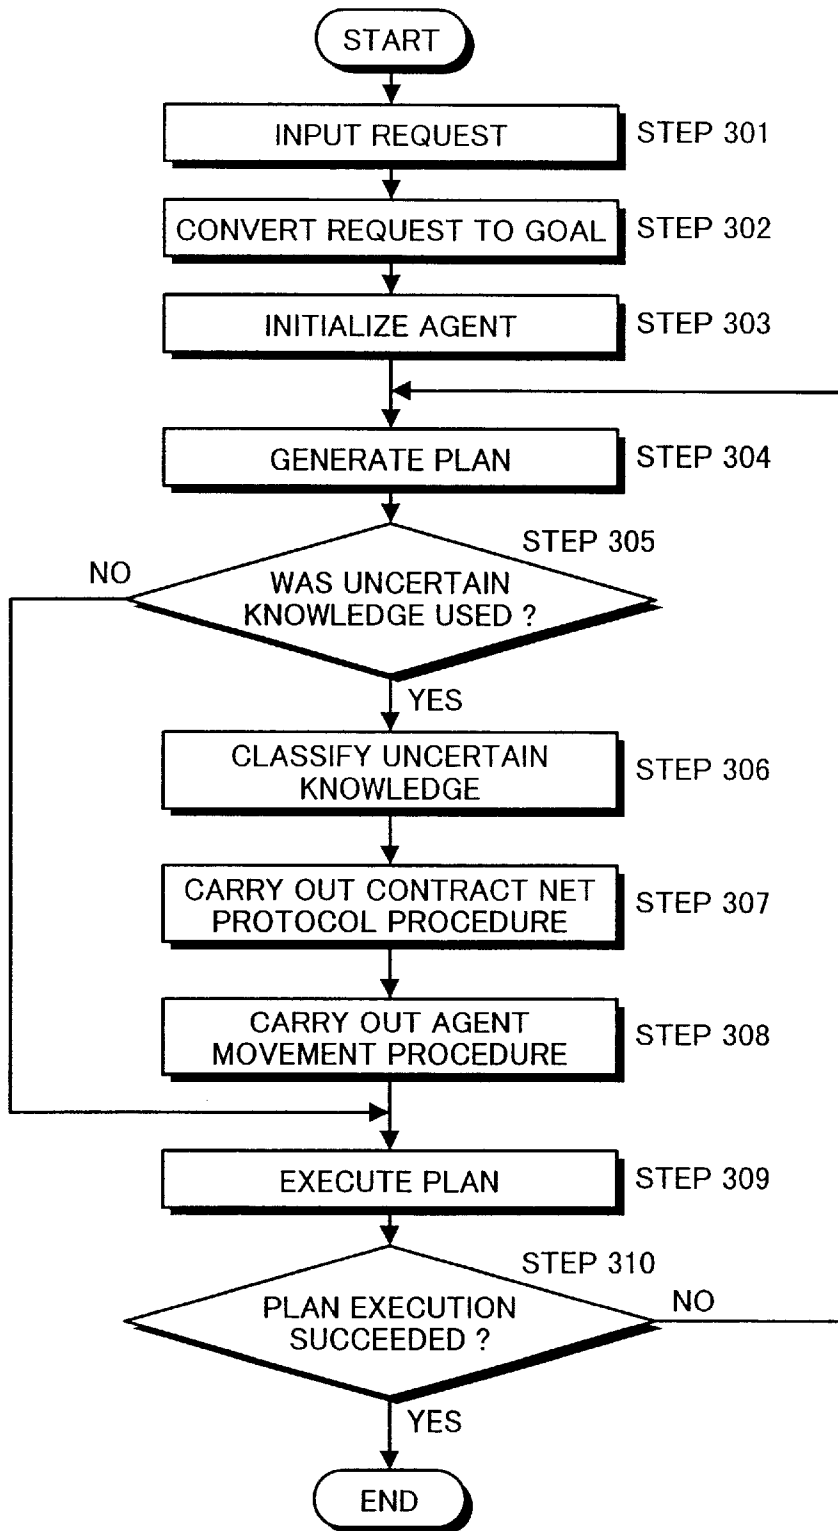 START
INPUT REQUEST
STEP 301
CONVERT REQUEST TO GOAL
STEP 302
INITIALIZE AGENT
STEP 303
GENERATE PLAN
STEP 304
STEP 305
NO
WAS UNCERTAIN
KNOWLEDGE USED ?
YES
CLASSIFY UNCERTAIN
KNOWLEDGE
STEP 306
CARRY OUT CONTRACT NET
PROTOCOL PROCEDURE
STEP 307
CARRY OUT AGENT
MOVEMENT PROCEDURE
STEP 308
EXECUTE PLAN
STEP 309
STEP 310
PLAN EXECUTION
SUCCEEDED ?
NO
YES
END